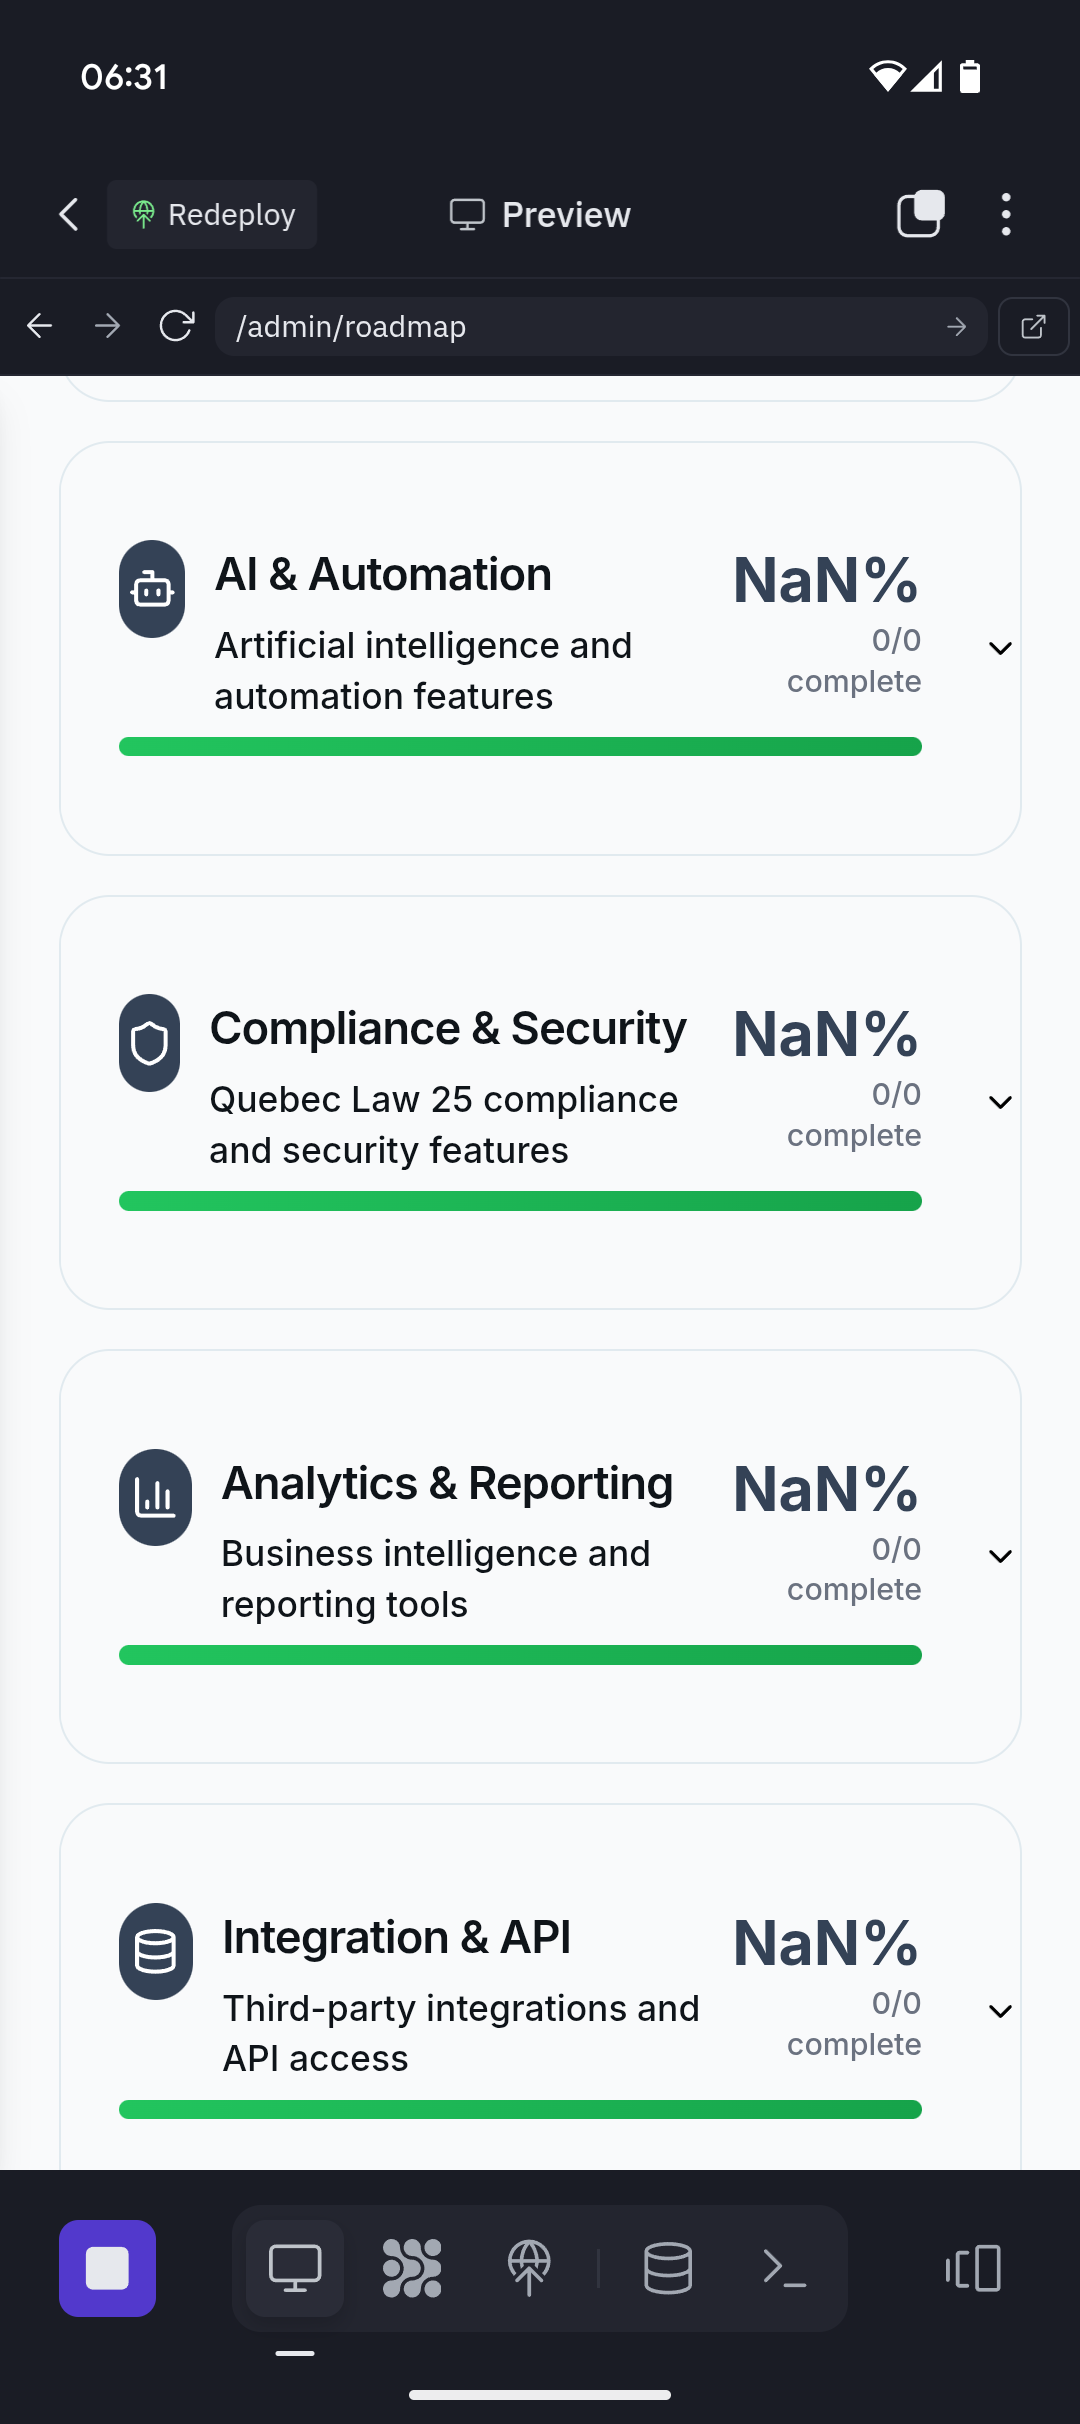 06:31
Redeploy
Preview
/admin/roadmap
AI & Automation
NaN%
Artificial intelligence and
automation features
0/0
complete
Compliance & Security
NaN%
Quebec Law 25 compliance
and security features
0/0
complete
Analytics & Reporting
NaN%
Business intelligence and
reporting tools
0/0
complete
Integration & API
NaN%
Third-party integrations and
API access
0/0
complete